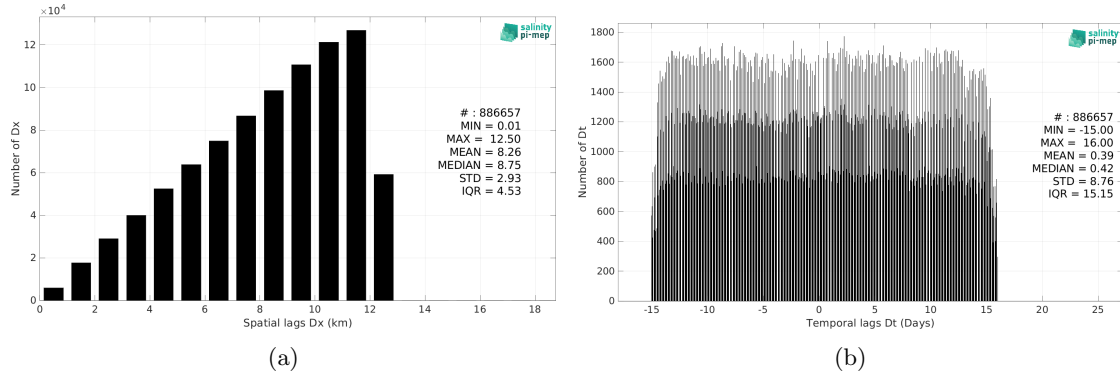 ×10⁴
12
10
8
6
4
2
0
Number of Dx
0 2 4 6 8 10 12 14 16 18
Spatial lags Dx (km)
salinity
pi-mep
# : 886657
MIN = 0.01
MAX = 12.50
MEAN = 8.26
MEDIAN = 8.75
STD = 2.93
IQR = 4.53
(a)
1800
1600
1400
1200
1000
800
600
400
200
0
Number of Dt
-15 -10 -5 0 5 10 15 20 25
Temporal lags Dt (Days)
salinity
pi-mep
# : 886657
MIN = -15.00
MAX = 16.00
MEAN = 0.39
MEDIAN = 0.42
STD = 8.76
IQR = 15.15
(b)